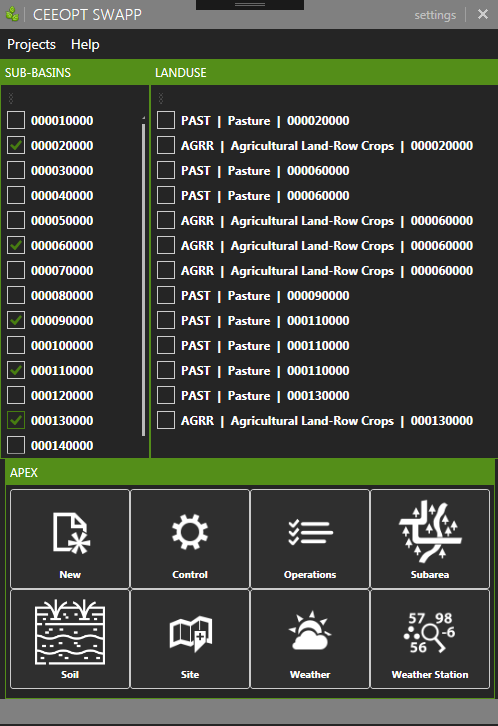 CEEOPT SWAPP
settings
Projects Help
SUB-BASINS
000010000
000020000
000030000
000040000
000050000
000060000
000070000
000080000
000090000
000100000
000110000
000120000
000130000
000140000
LANDUSE
PAST | Pasture | 000020000
AGRR | Agricultural Land-Row Crops | 000020000
PAST | Pasture | 000060000
PAST | Pasture | 000060000
AGRR | Agricultural Land-Row Crops | 000060000
AGRR | Agricultural Land-Row Crops | 000060000
AGRR | Agricultural Land-Row Crops | 000060000
PAST | Pasture | 000090000
PAST | Pasture | 000110000
PAST | Pasture | 000110000
PAST | Pasture | 000110000
PAST | Pasture | 000130000
AGRR | Agricultural Land-Row Crops | 000130000
APEX
New
Control
Operations
Subarea
Soil
Site
Weather
57 98
-6
56
Weather Station